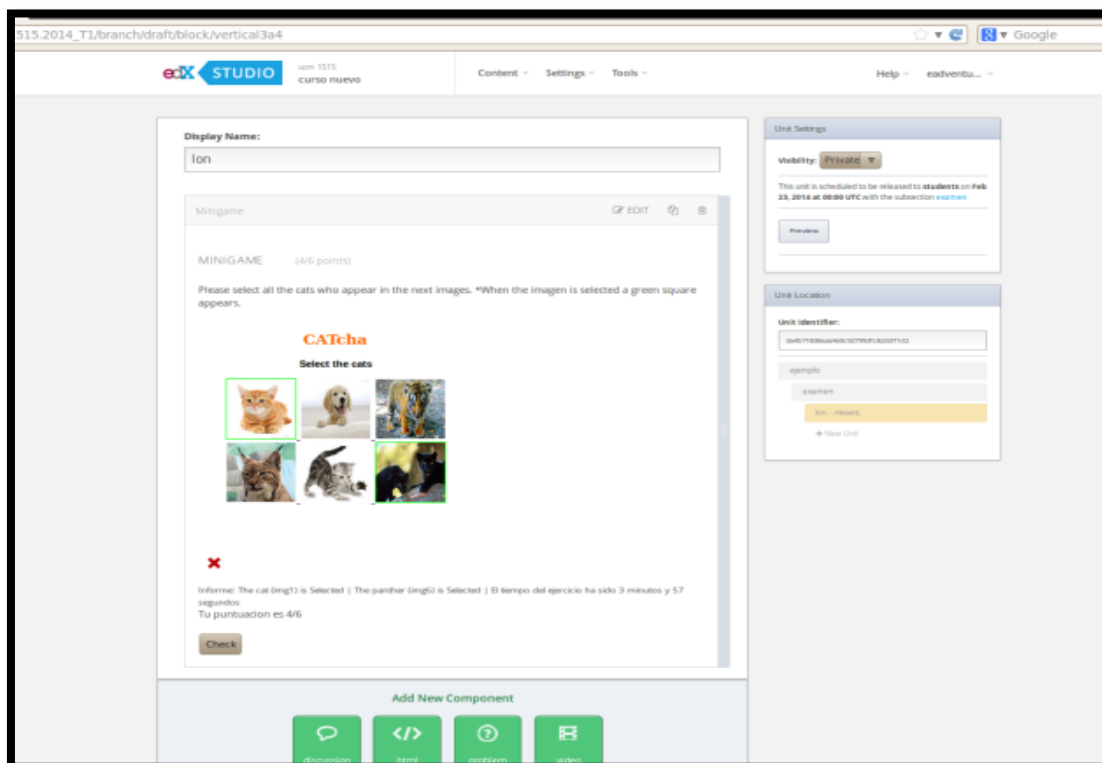 515.2014_T1/branch/draft/block/vertical3a4
Google
edX STUDIO
ucm 1515
curso nuevo
Content
Settings
Tools
Help
eadventu...
Display Name:
Ion
Minigame
EDIT
MINIGAME (4/6 points)
Please select all the cats who appear in the next images. *When the imagen is selected a green square
appears.
CATcha
Select the cats
Informe: The cat (img1) is Selected | The panther (img6) is Selected | El tiempo del ejercicio ha sido 3 minutos y 57
segundos
Tu puntuacion es 4/6
Check
Add New Component
discussion
html
problem
video
Unit Settings
Visibility: Private
This unit is scheduled to be released to students on Feb
23, 2014 at 00:00 UTC with the subsection examen
Preview
Unit Location
Unit Identifier:
ejemplo
examen
Ion
+ New Unit